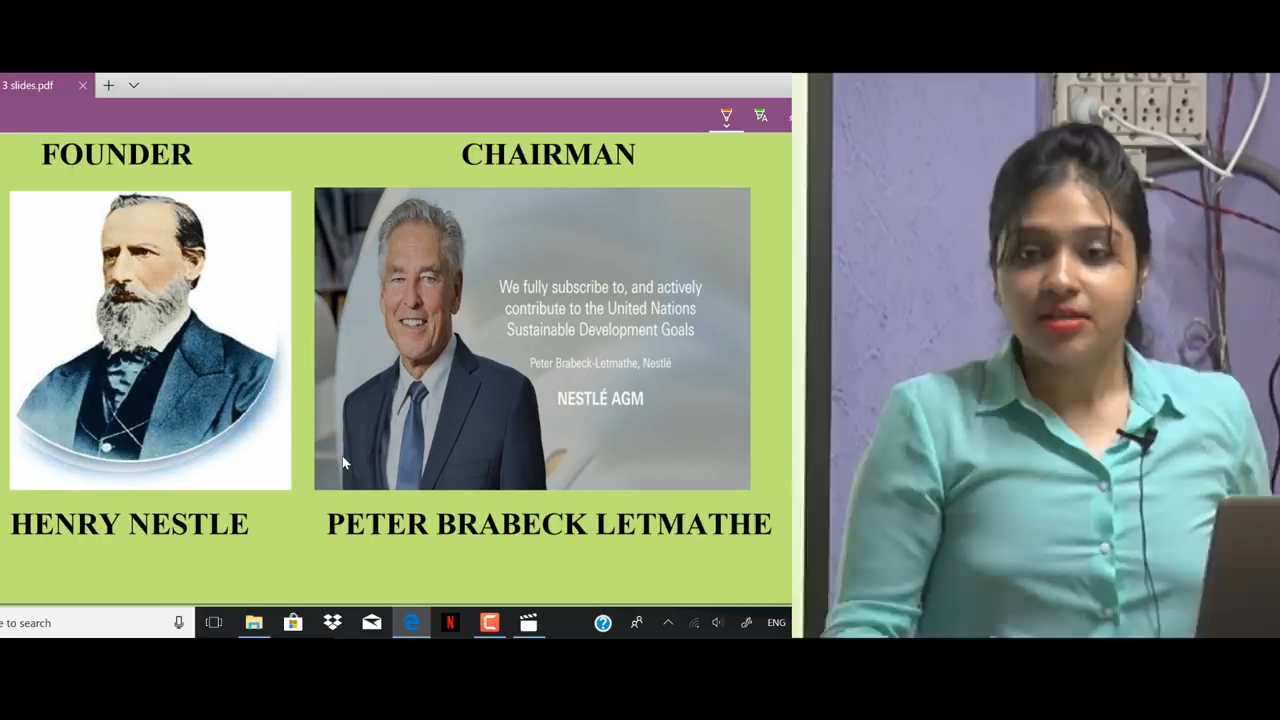 3 slides.pdf
FOUNDER
CHAIRMAN
We fully subscribe to, and actively
contribute to the United Nations
Sustainable Development Goals
Peter Brabeck-Letmathe, Nestlé
NESTLÉ AGM
HENRY NESTLE
PETER BRABECK LETMATHE
e to search
ENG